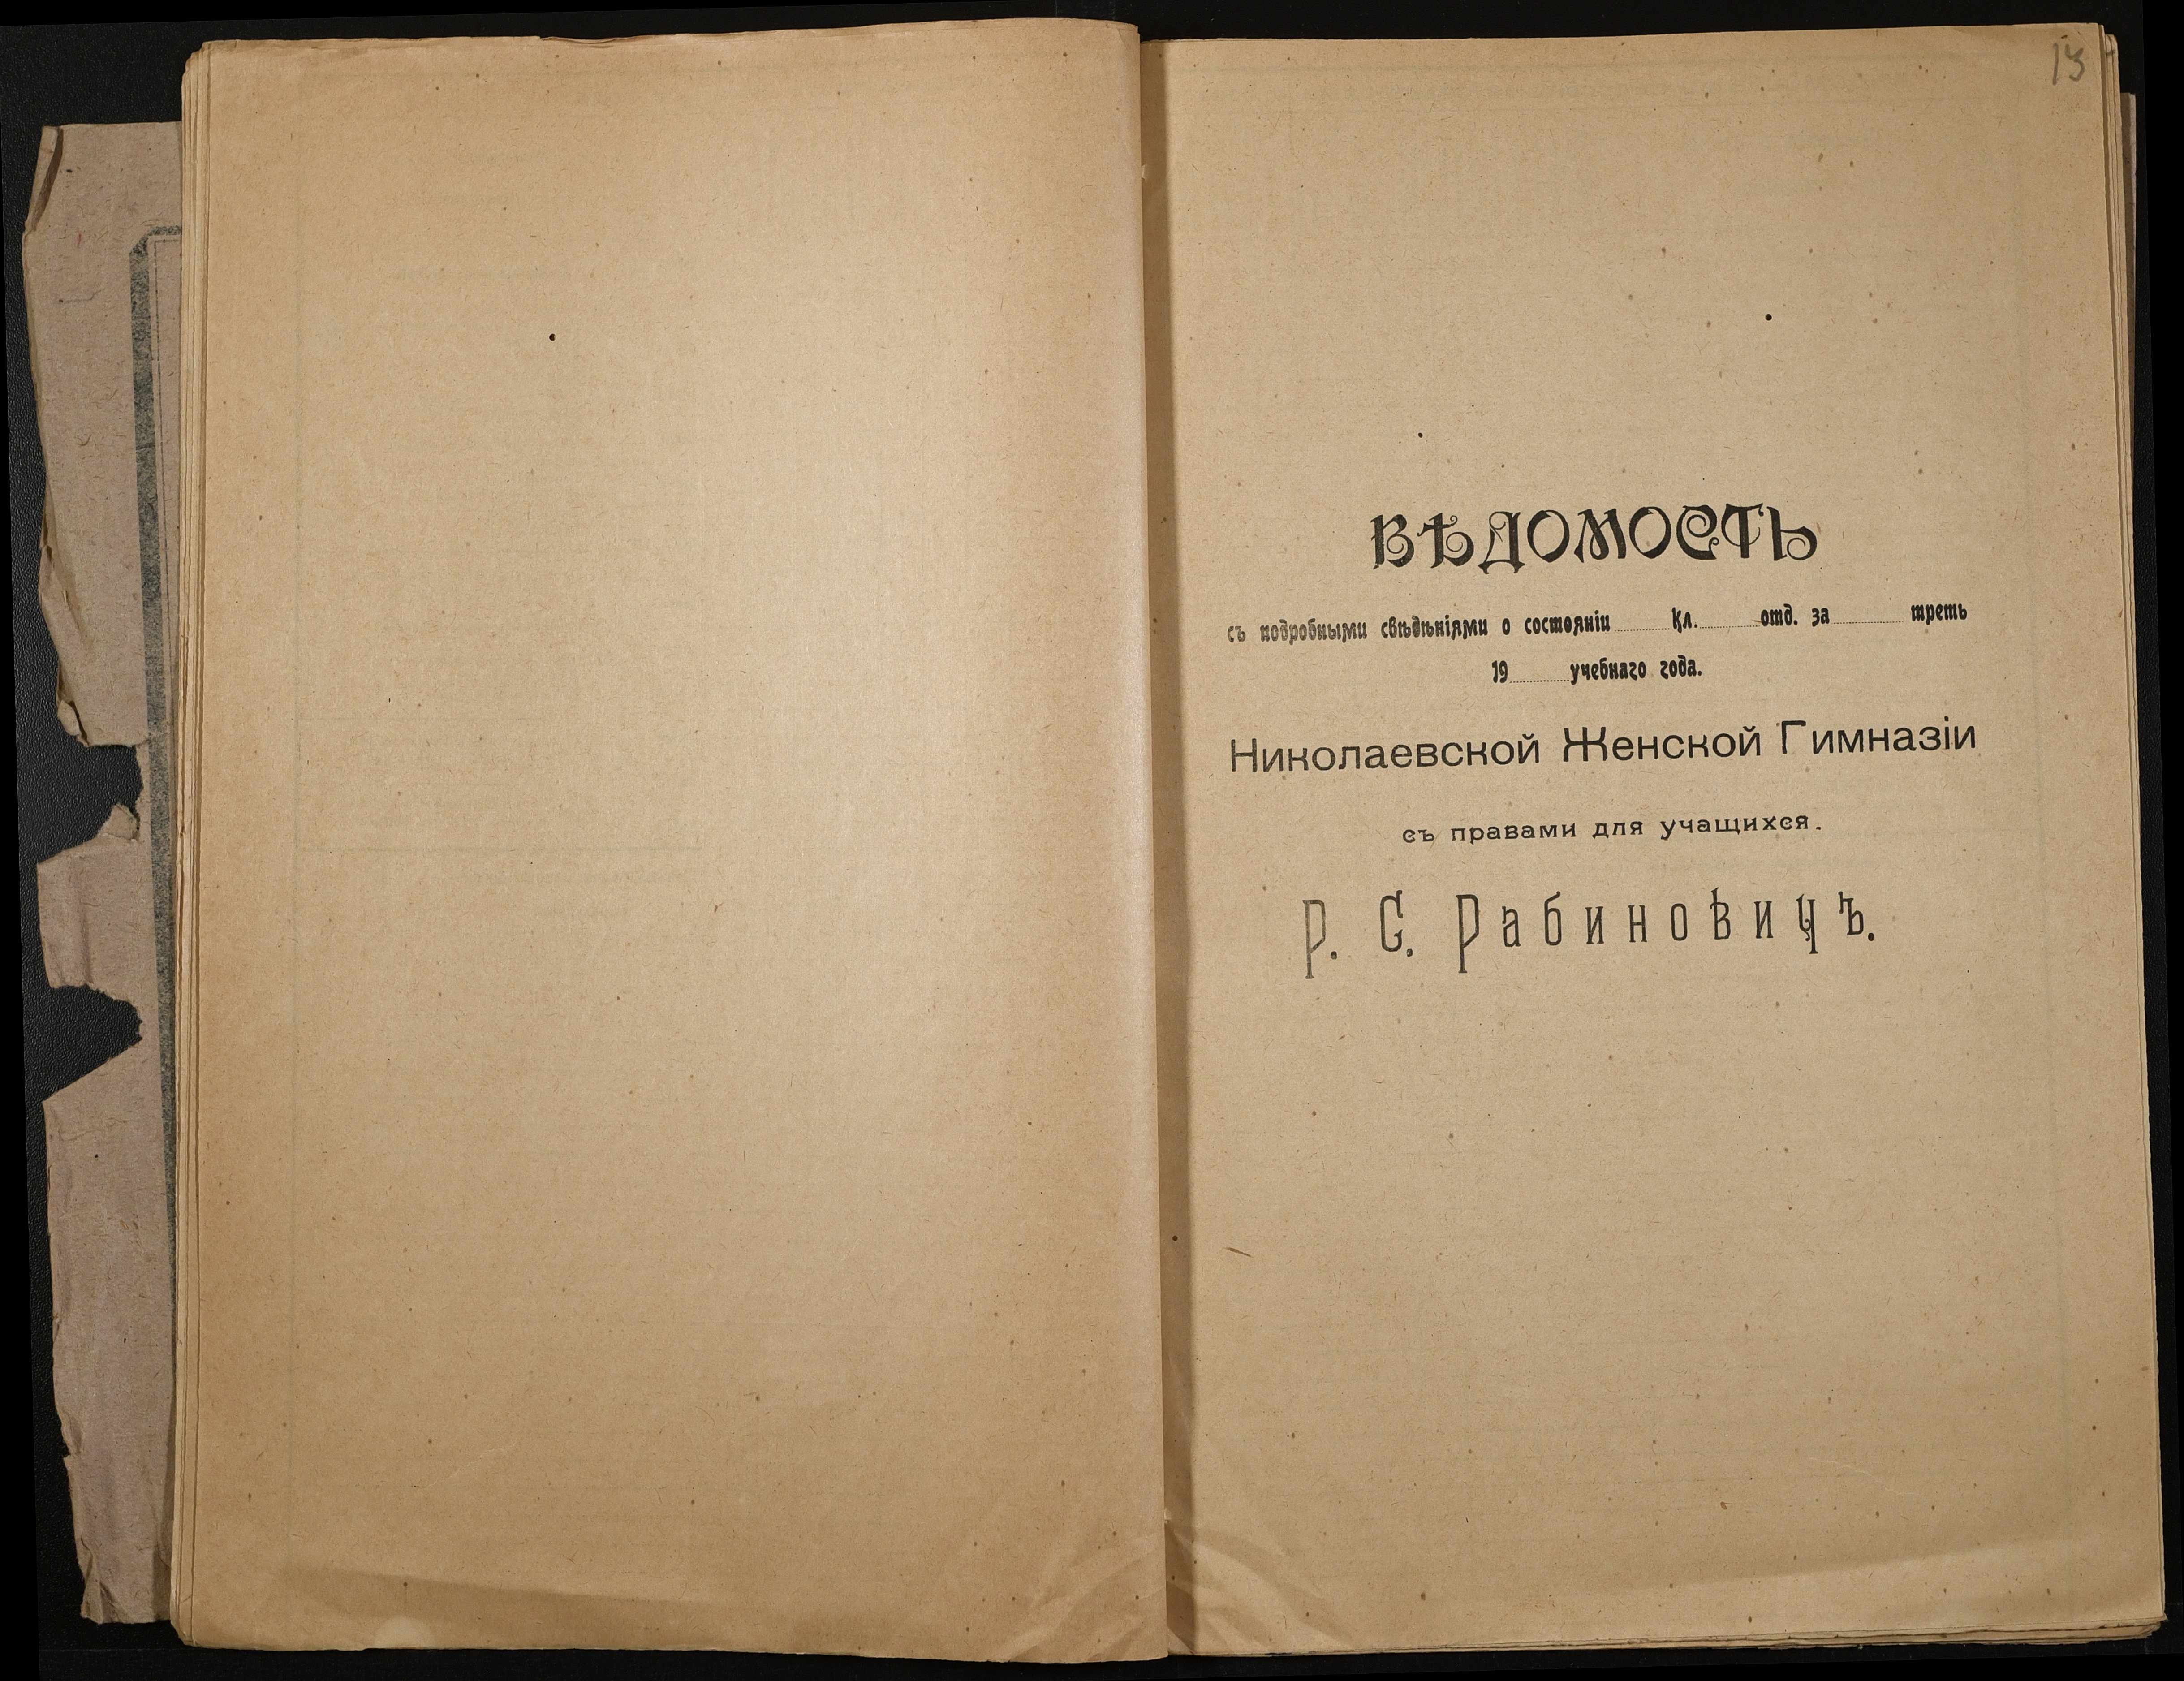 13
ВѢДОМОСТЬ
съ подробными свѣдѣніями о состояніи кл. отд. за треть
19 учебнаго года.
Николаевской Женской Гимназіи
съ правами для учащихся.
Р. С. Рабиновичъ.